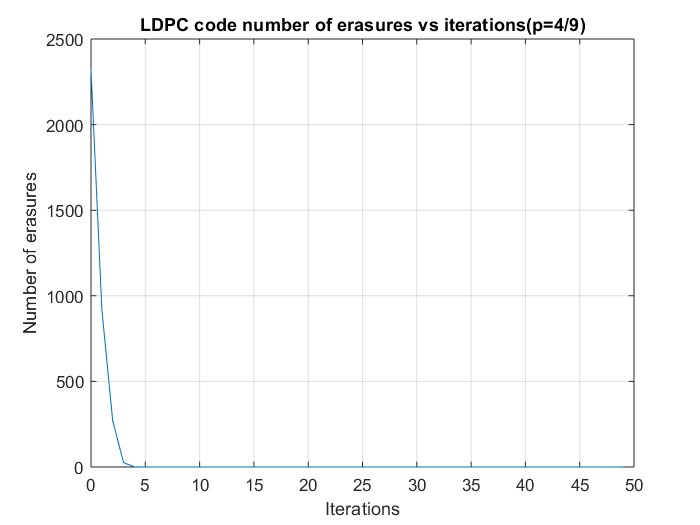 LDPC code number of erasures vs iterations(p=4/9)
2500
2000
1500
1000
500
0
Number of erasures
0 5 10 15 20 25 30 35 40 45 50
Iterations